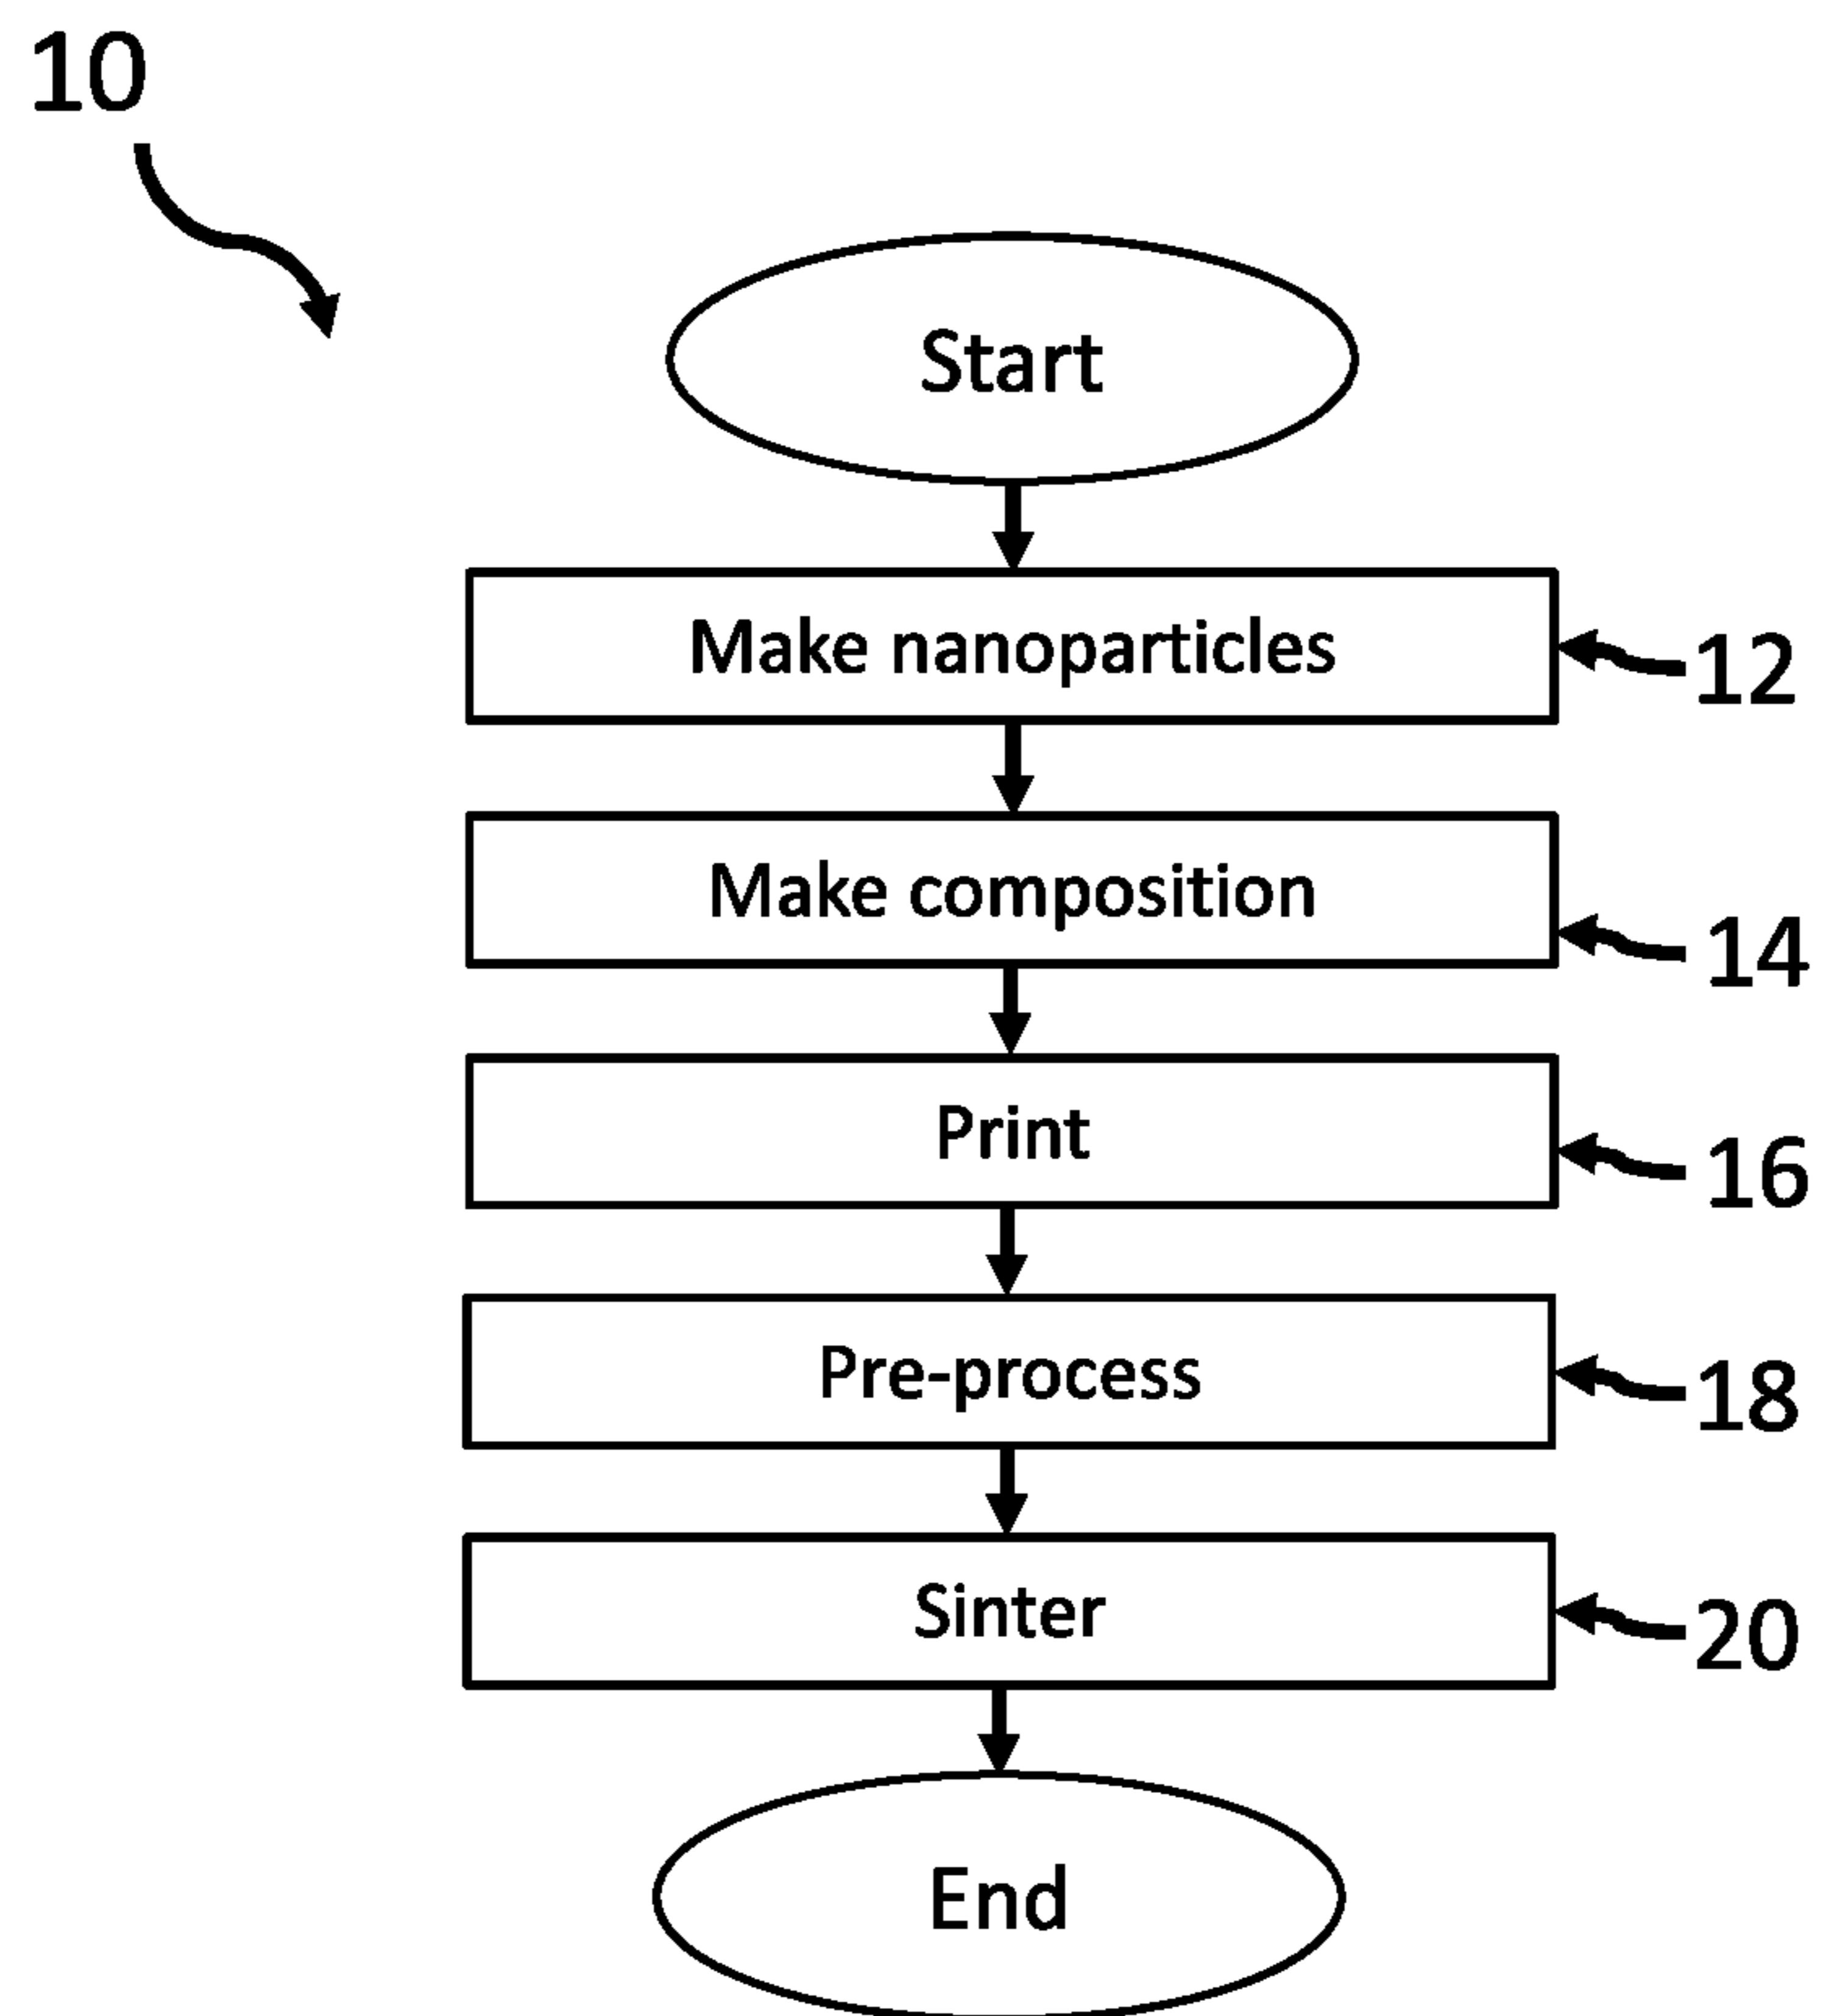 10
Start
Make nanoparticles
12
Make composition
14
Print
16
Pre-process
18
Sinter
20
End